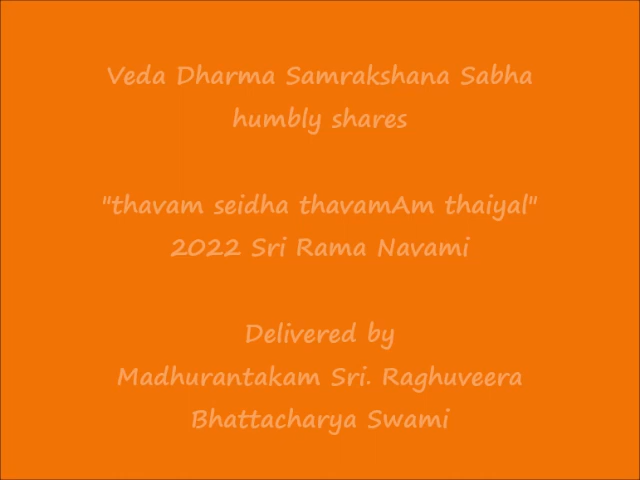 Veda Dharma Samrakshana Sabha
humbly shares
"thavam seidha thavamAm thaiyal"
2022 Sri Rama Navami
Delivered by
Madhurantakam Sri. Raghuveera
Bhattacharya Swami